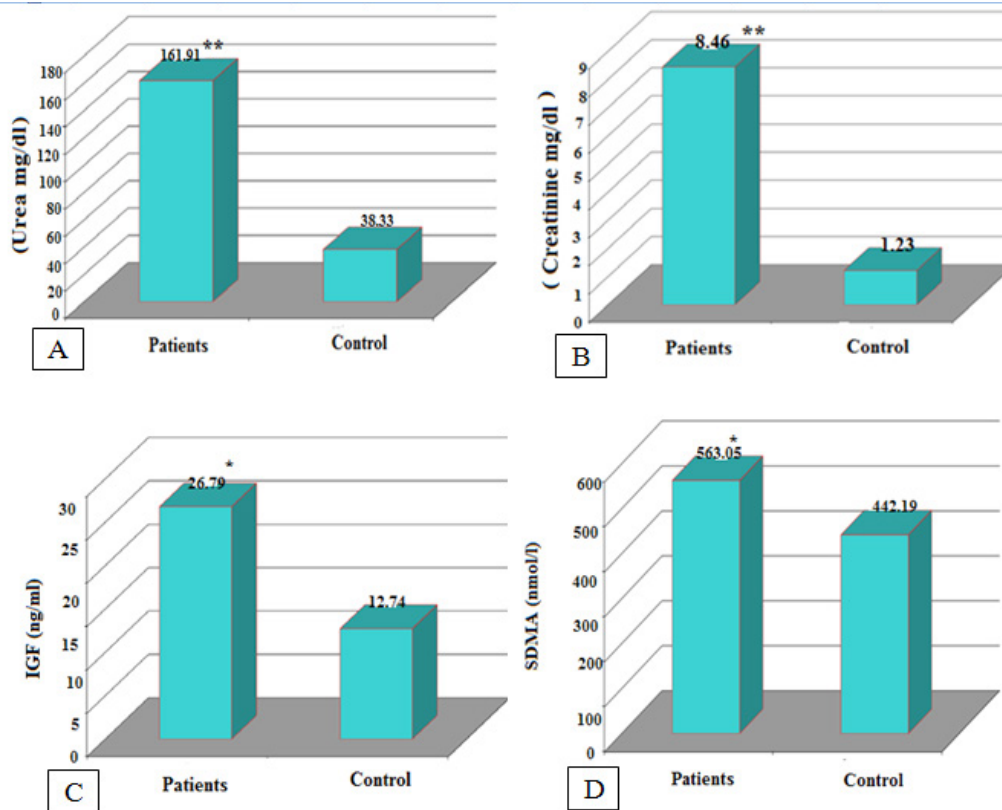 (Urea mg/dl)
180
160
140
120
100
80
60
40
20
0
161.91
**
38.33
Patients
Control
A
( Creatinine mg/dl )
9
8
7
6
5
4
3
2
1
0
8.46
**
1.23
Patients
Control
B
IGF (ng/ml)
30
25
20
15
10
5
0
*
26.79
12.74
Patients
Control
C
SDMA (nmol/l)
600
500
400
300
200
100
0
*
563.05
442.19
Patients
Control
D